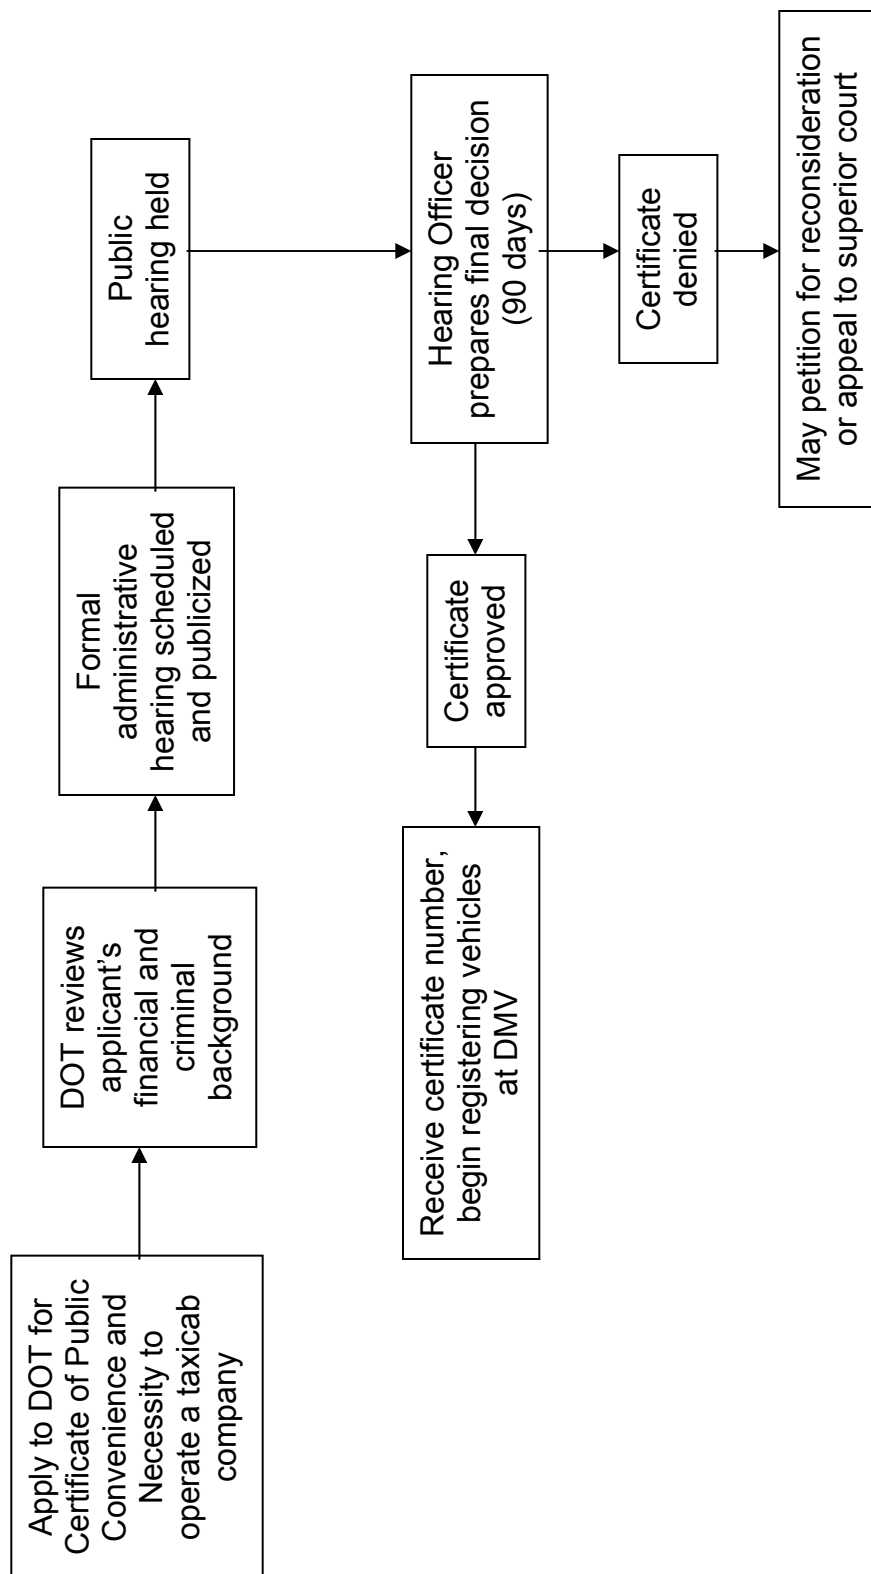 Apply to DOT for
Certificate of Public
Convenience and
Necessity to
operate a taxicab
company
DOT reviews
applicant’s
financial and
criminal
background
Formal
administrative
hearing scheduled
and publicized
Public
hearing held
Hearing Officer
prepares final decision
(90 days)
Certificate
approved
Receive certificate number,
begin registering vehicles
at DMV
Certificate
denied
May petition for reconsideration
or appeal to superior court